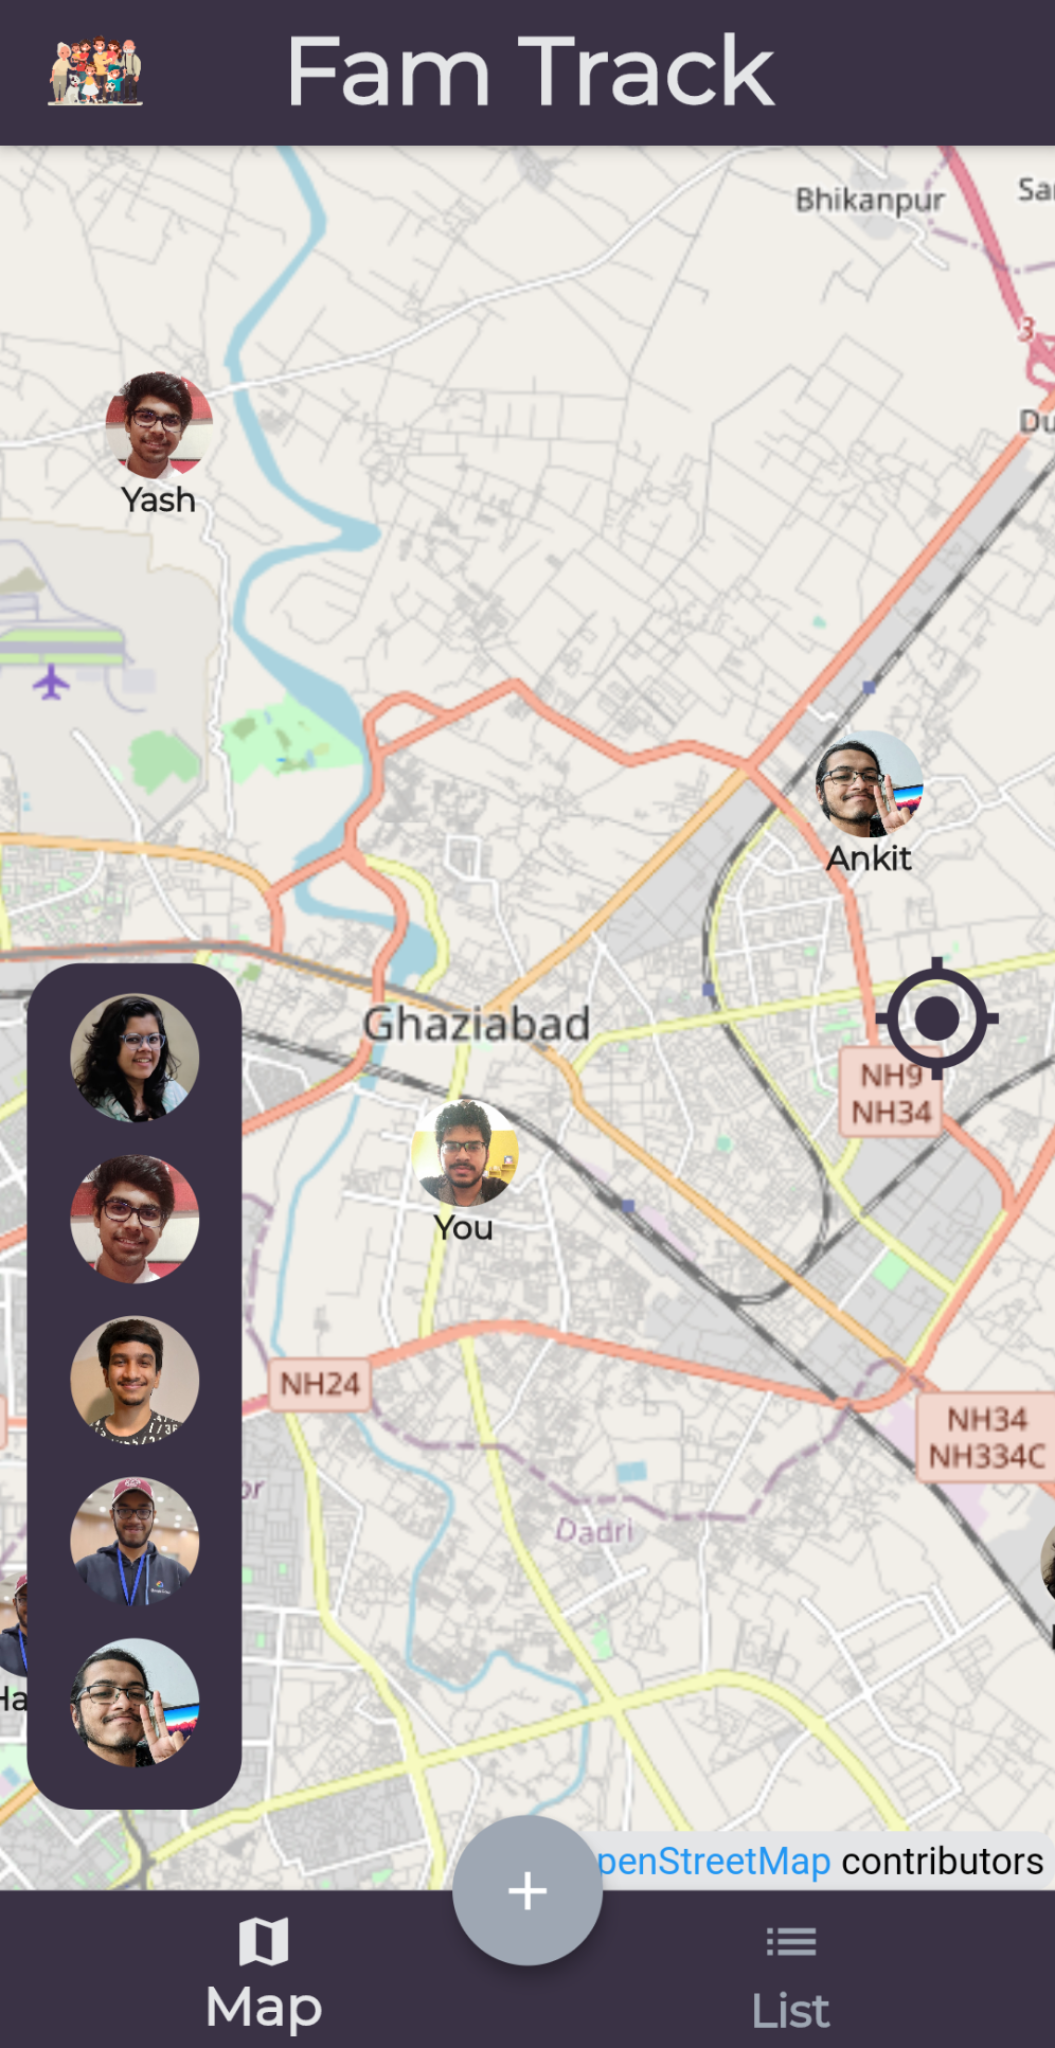 Fam Track
Bhikanpur
Sa
3
Du
Yash
Ankit
Ghaziabad
NH9
NH34
You
NH24
NH34
NH334C
or
Dadri
Ha
penStreetMap contributors
+
Map
List